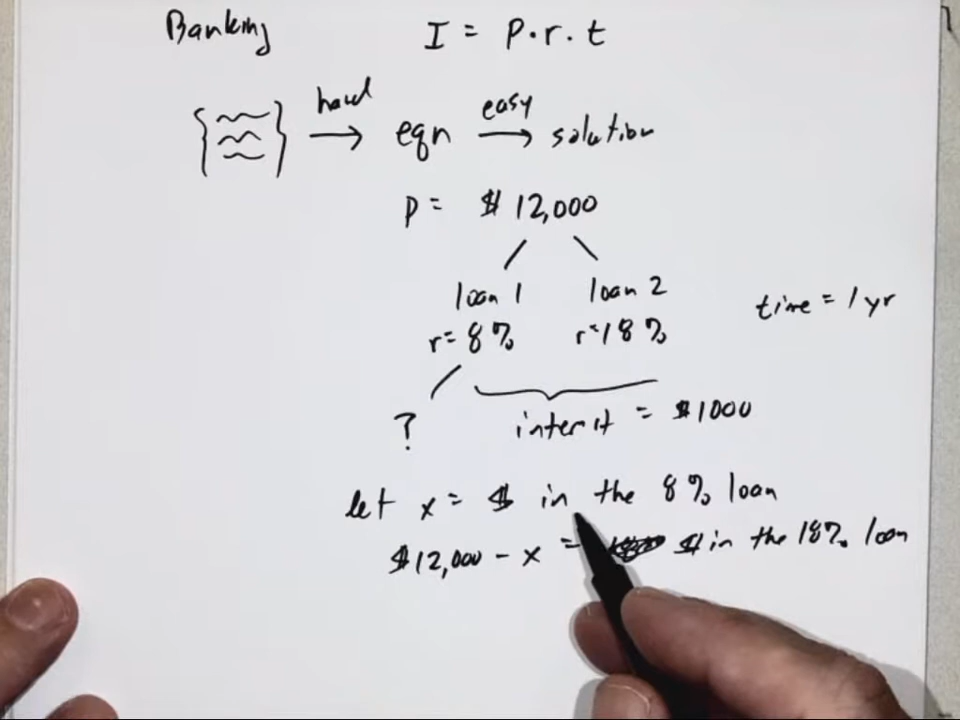 Banking I = P.r.t
hard easy
eqn solution
P = $12,000
loan 1 loan 2
r=8% r=18% time = 1 yr
? interest = $1000
let x = $ in the 8% loan
$12,000 - x = $ in the 18% loan